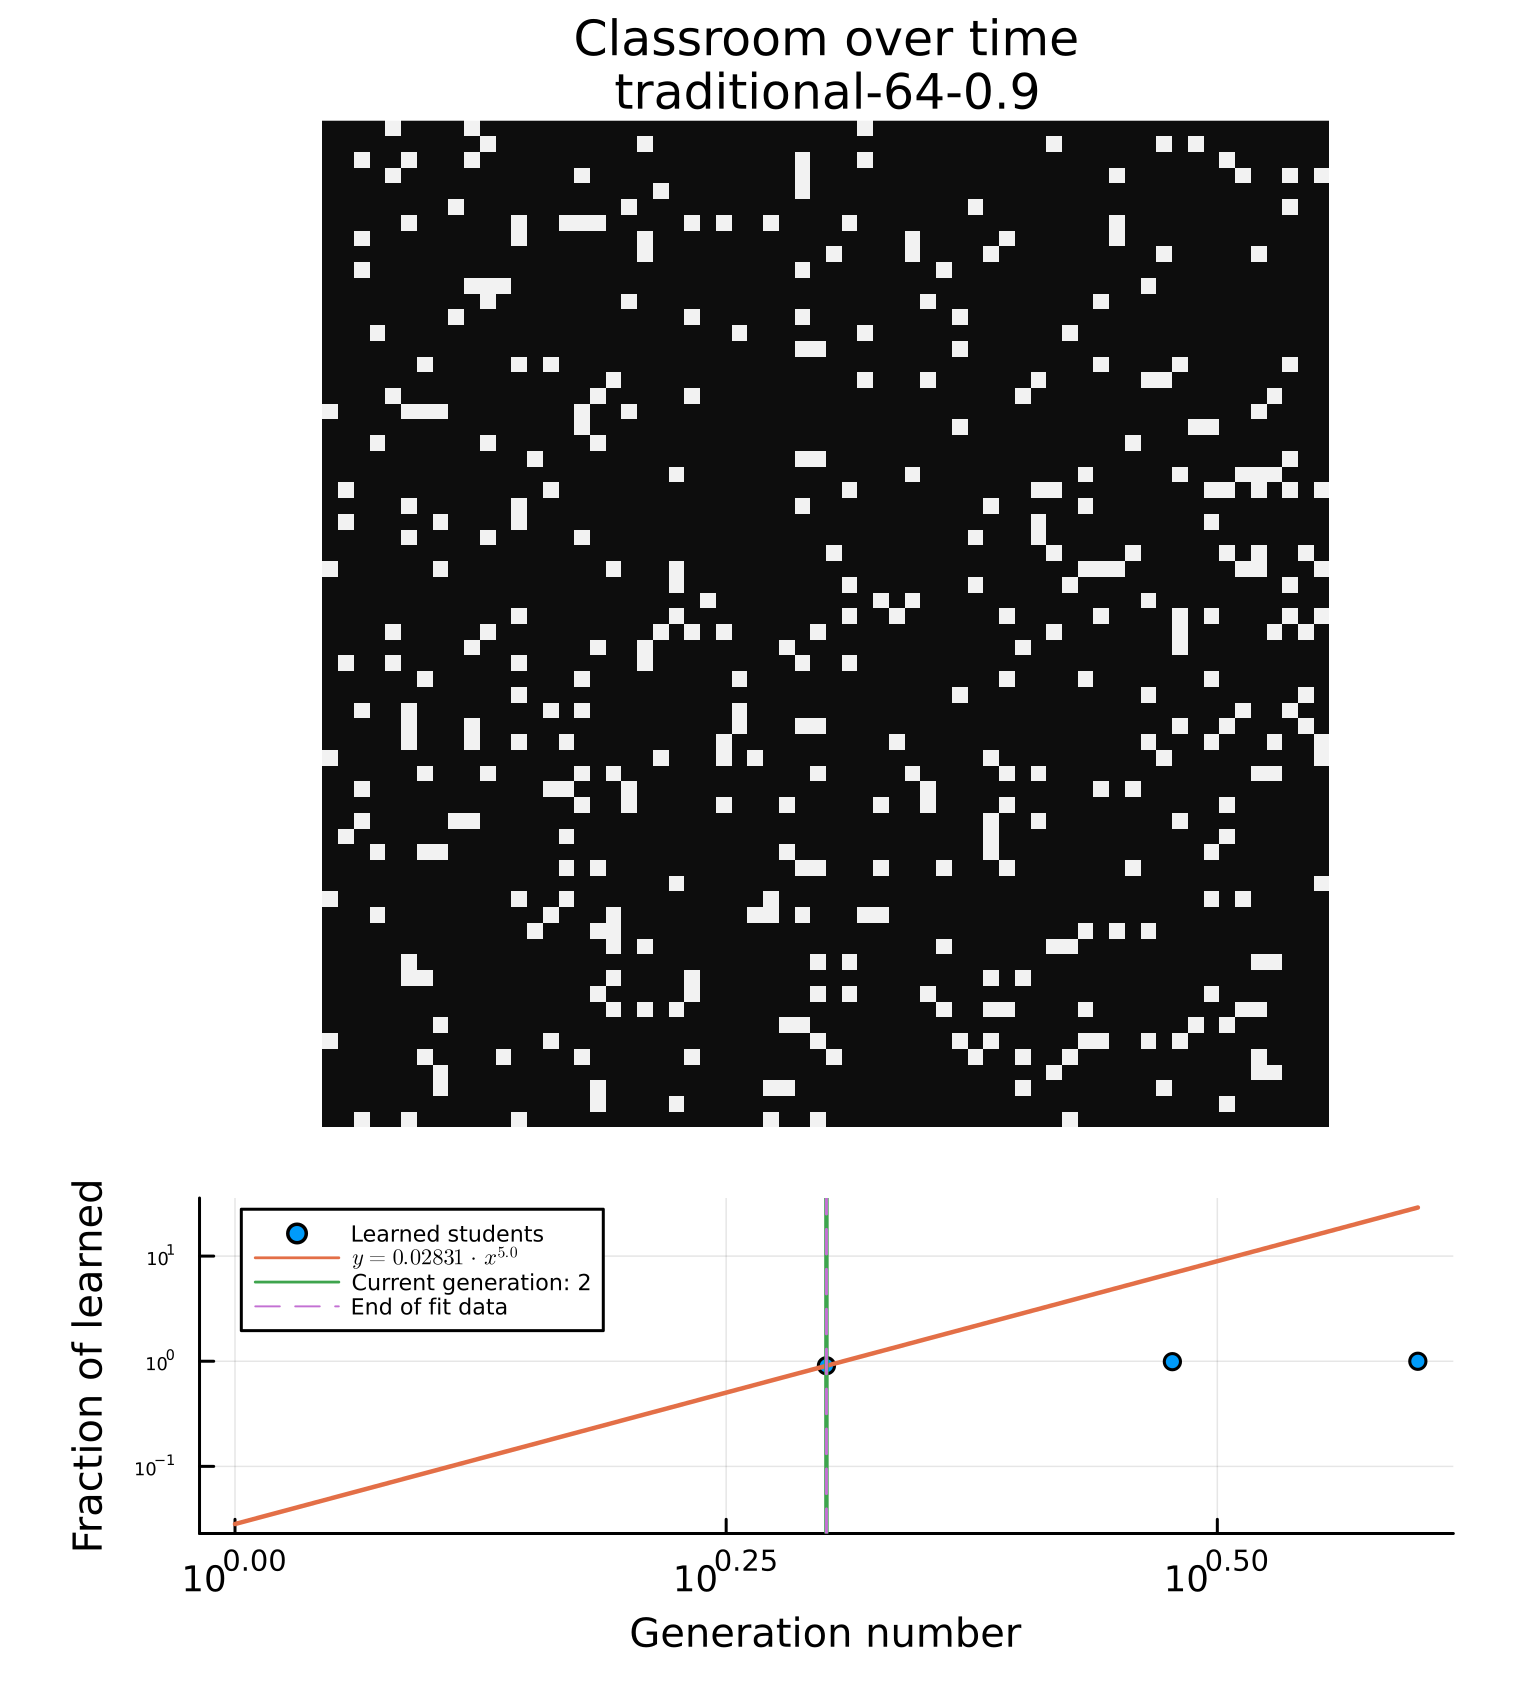 Classroom over time
traditional-64-0.9
Fraction of learned
Learned students
y = 0.02831 · x^5.0
Current generation: 2
End of fit data
10^1
10^0
10^−1
10^0.00 10^0.25 10^0.50
Generation number